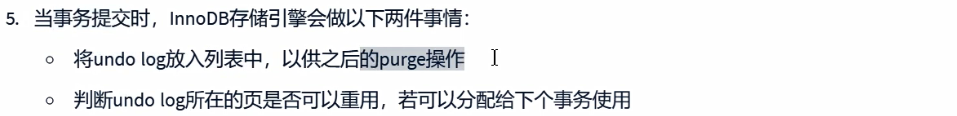 5. 当事务提交时，InnoDB存储引擎会做以下两件事情：
○ 将undo log放入列表中，以供之后的purge操作
○ 判断undo log所在的页是否可以重用，若可以分配给下个事务使用